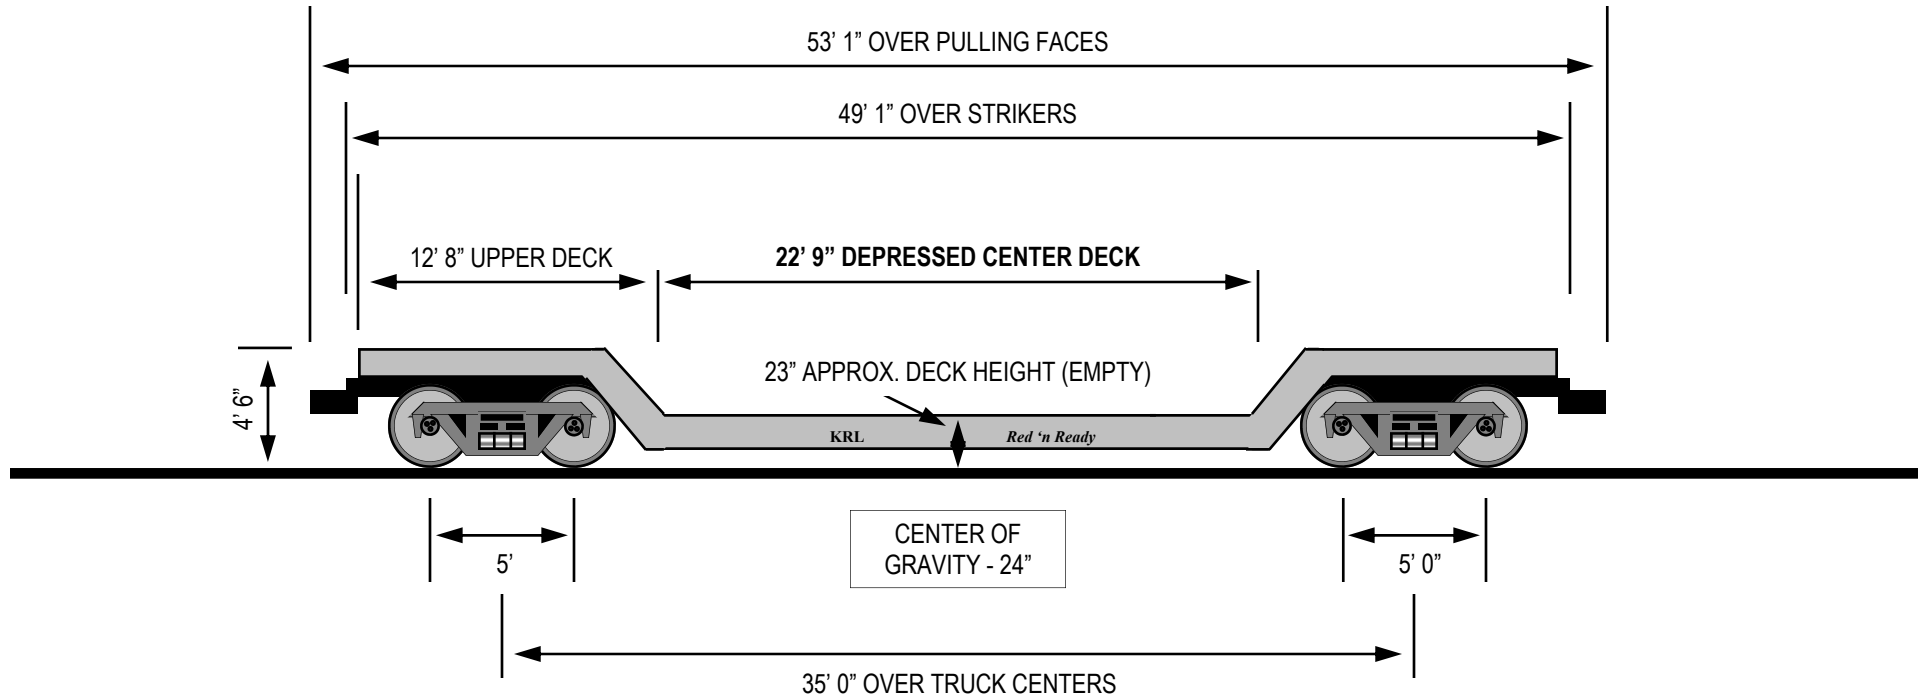 53’ 1” OVER PULLING FACES
49’ 1” OVER STRIKERS
12’ 8” UPPER DECK
22’ 9” DEPRESSED CENTER DECK
4’ 6”
23” APPROX. DECK HEIGHT (EMPTY)
KRL
Red ‘n Ready
5’
CENTER OF
GRAVITY - 24”
5’ 0”
35’ 0” OVER TRUCK CENTERS